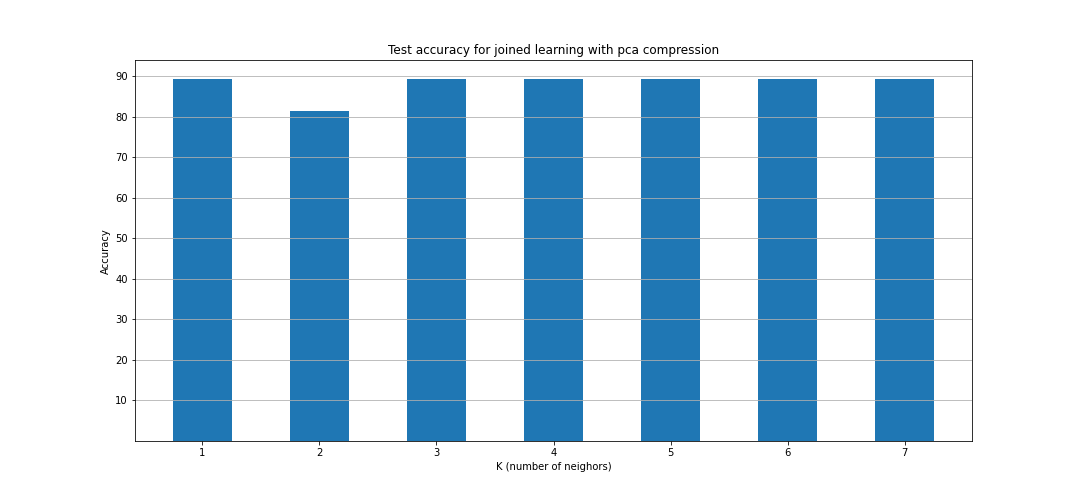 Test accuracy for joined learning with pca compression
90
80
70
60
50
40
30
20
10
Accuracy
1 2 3 4 5 6 7
K (number of neighors)